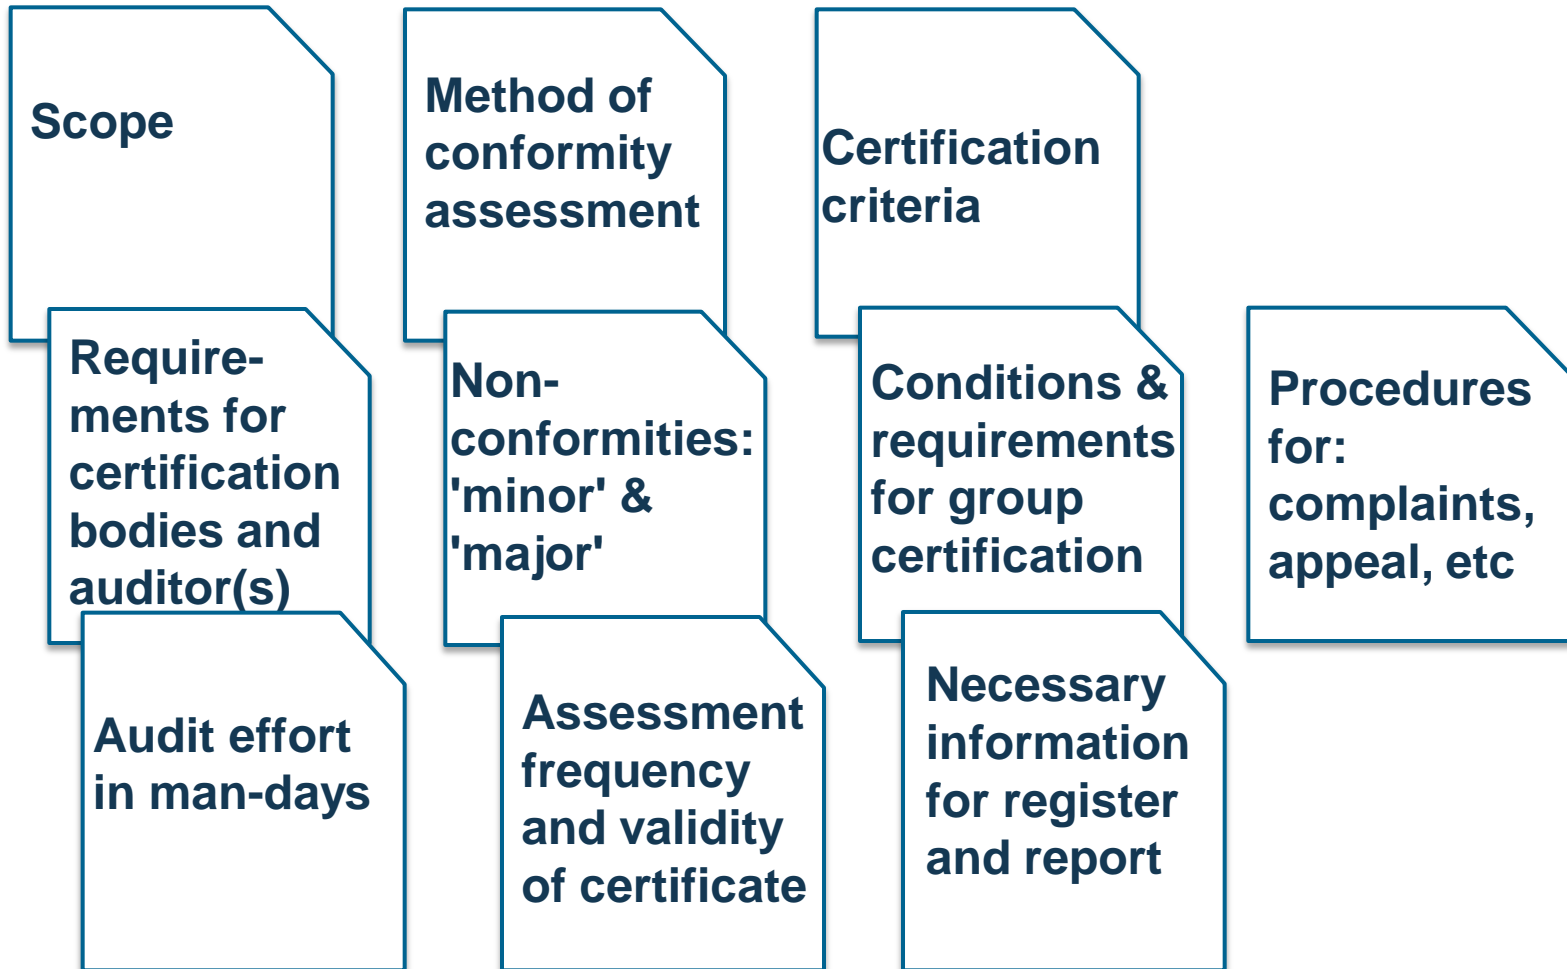 Scope
Method of
conformity
assessment
Certification
criteria
Require-
ments for
certification
bodies and
auditor(s)
Non-
conformities:
'minor' &
'major'
Conditions &
requirements
for group
certification
Procedures
for:
complaints,
appeal, etc
Audit effort
in man-days
Assessment
frequency
and validity
of certificate
Necessary
information
for register
and report